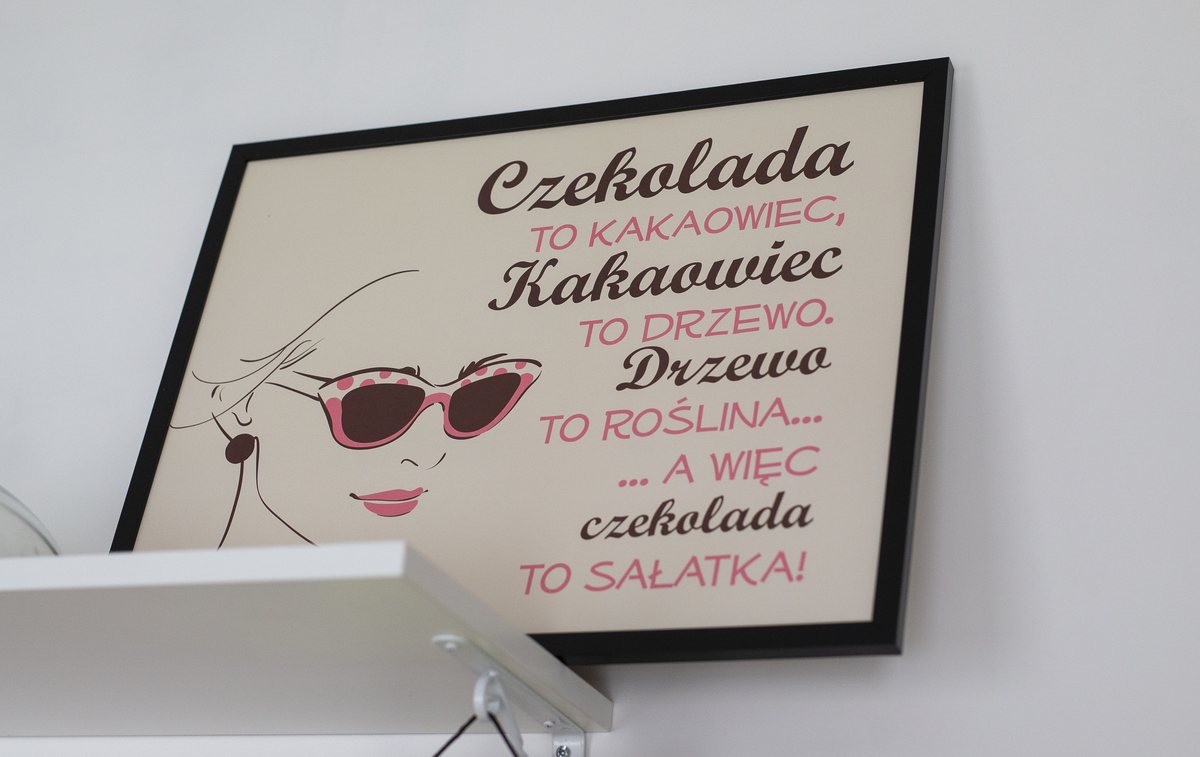 Czekolada
TO KAKAOWIEC,
Kakaowiec
TO DRZEWO.
Drzewo
TO ROŚLINA...
... A WIĘC
czekolada
TO SAŁATKA!